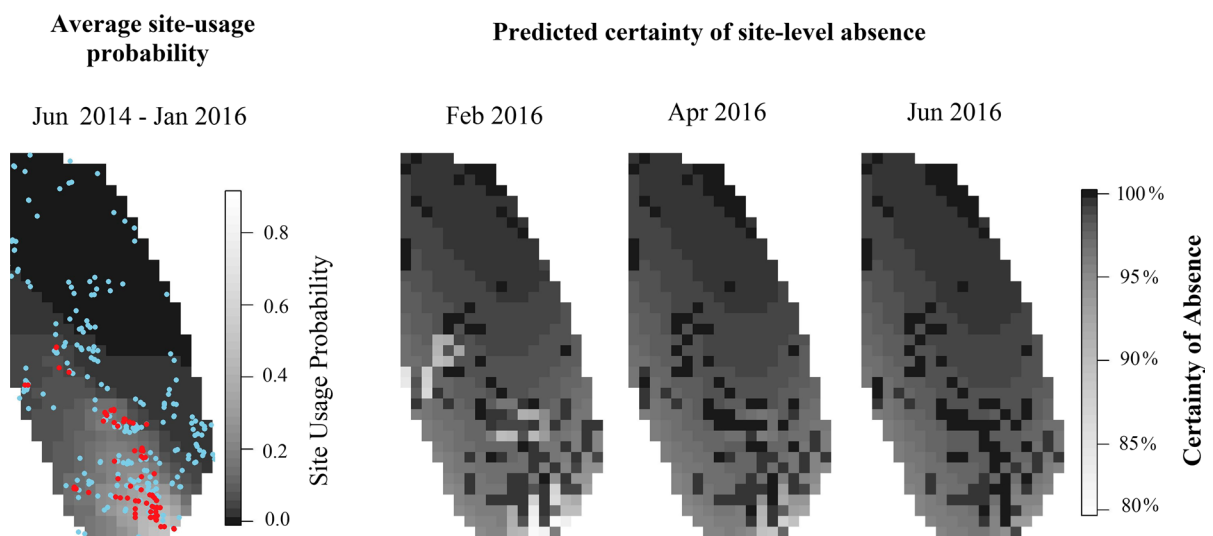 Average site-usage
probability
Predicted certainty of site-level absence
Jun 2014 - Jan 2016
Feb 2016
Apr 2016
Jun 2016
0.8
0.6
0.4
0.2
0.0
Site Usage Probability
100%
95%
90%
85%
80%
Certainty of Absence